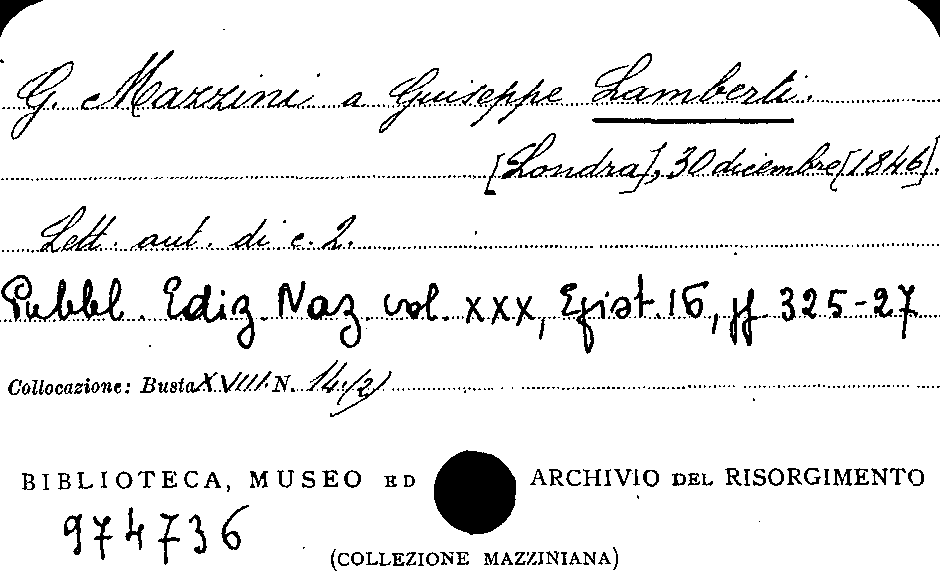 G. Mazzini a Giuseppe Lamberti.
[Londra], 30 dicembre [1846].
Lett. aut. di c. 2.
Pubbl. Ediz. Naz. vol. XXX, Epist. 16, pp 325-27
Collocazione: Busta XVIII N. 14 (2)
BIBLIOTECA, MUSEO ED ARCHIVIO DEL RISORGIMENTO
974736
(COLLEZIONE MAZZINIANA)